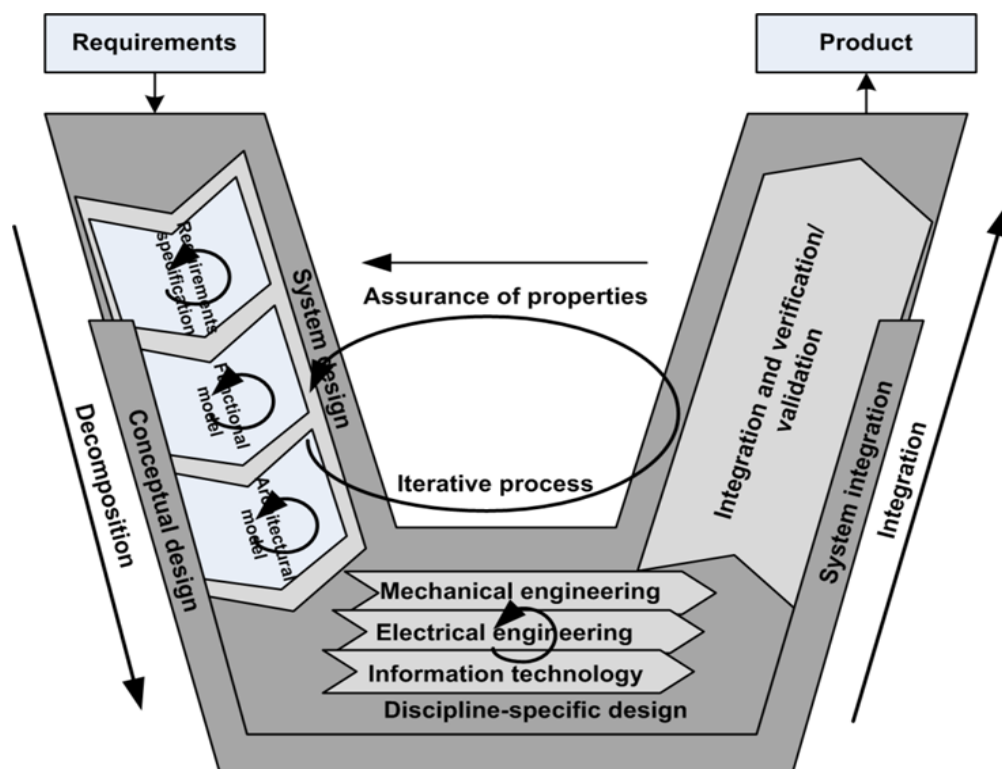 Requirements
Product
Requirements
specification
Functional
model
Architectural
model
System design
Conceptual design
Decomposition
Assurance of properties
Iterative process
Mechanical engineering
Electrical engineering
Information technology
Discipline-specific design
Integration and verification/
validation
System integration
Integration